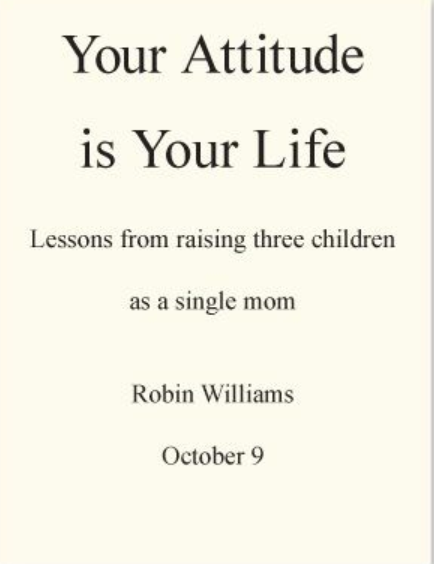 Your Attitude
is Your Life
Lessons from raising three children
as a single mom
Robin Williams
October 9